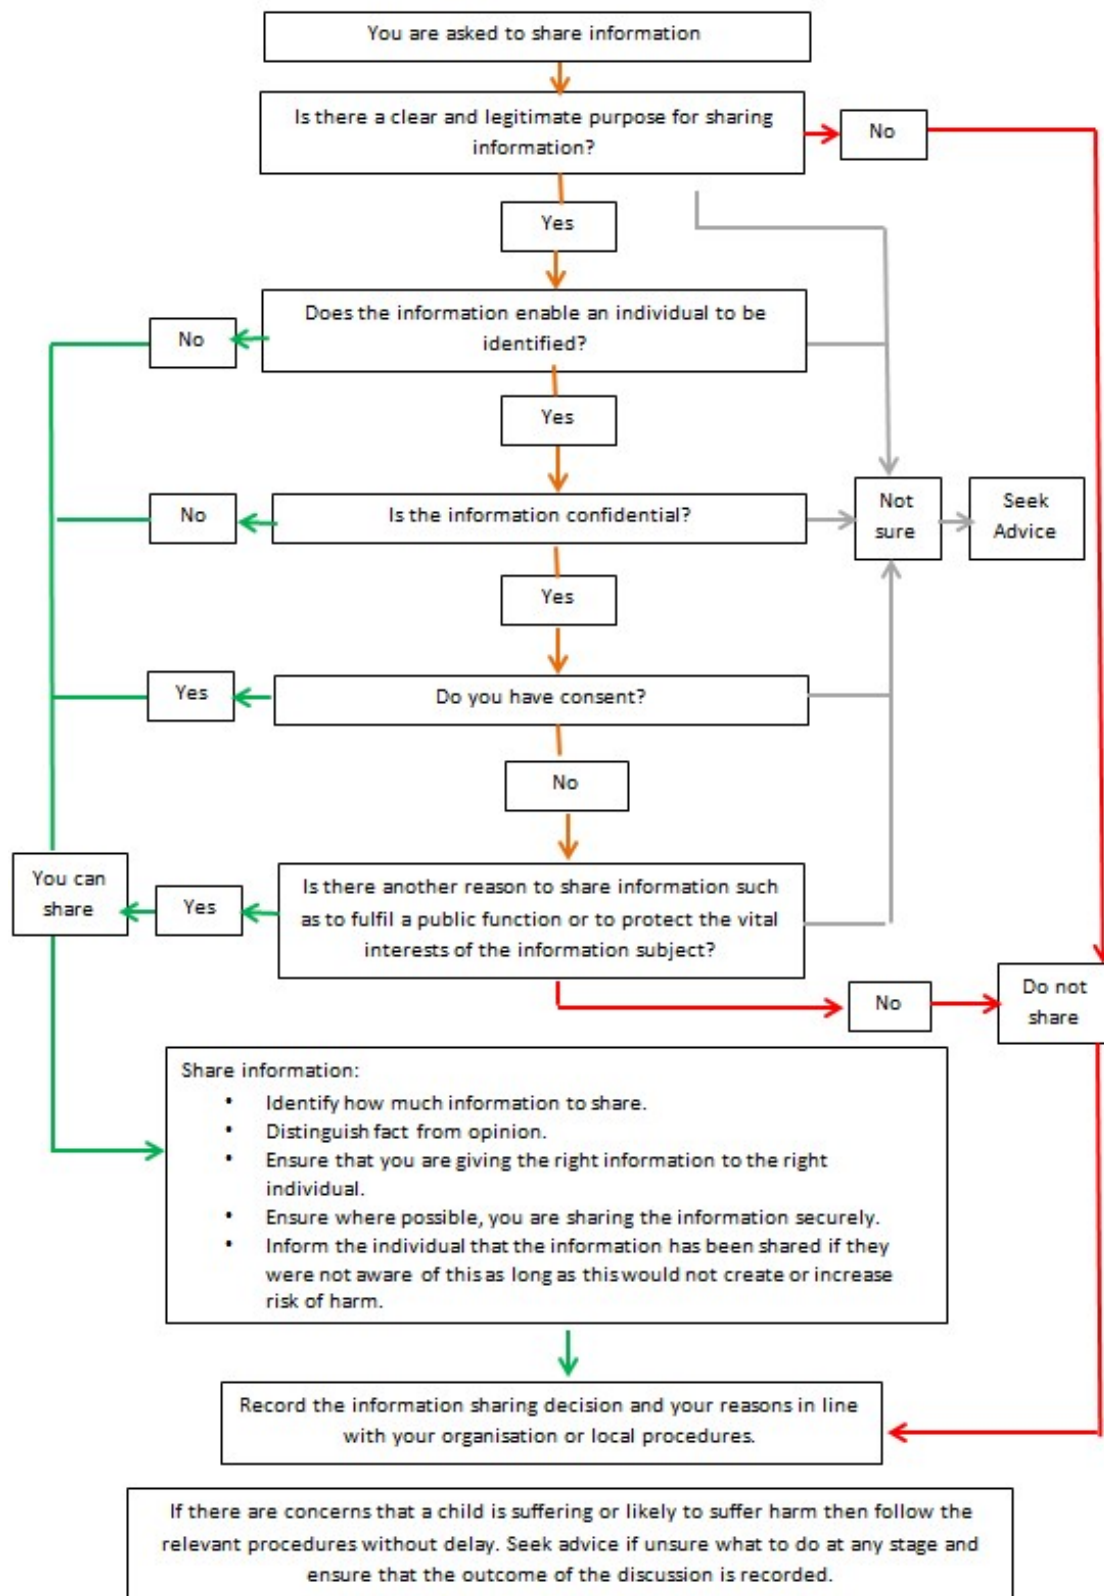 You are asked to share information
Is there a clear and legitimate purpose for sharing
information?
No
Yes
Does the information enable an individual to be
identified?
No
Yes
Is the information confidential?
No
Not
sure
Seek
Advice
Yes
Do you have consent?
Yes
No
Is there another reason to share information such
as to fulfil a public function or to protect the vital
interests of the information subject?
Yes
You can
share
No
Do not
share
Share information:
• Identify how much information to share.
• Distinguish fact from opinion.
• Ensure that you are giving the right information to the right
individual.
• Ensure where possible, you are sharing the information securely.
• Inform the individual that the information has been shared if they
were not aware of this as long as this would not create or increase
risk of harm.
Record the information sharing decision and your reasons in line
with your organisation or local procedures.
If there are concerns that a child is suffering or likely to suffer harm then follow the
relevant procedures without delay. Seek advice if unsure what to do at any stage and
ensure that the outcome of the discussion is recorded.